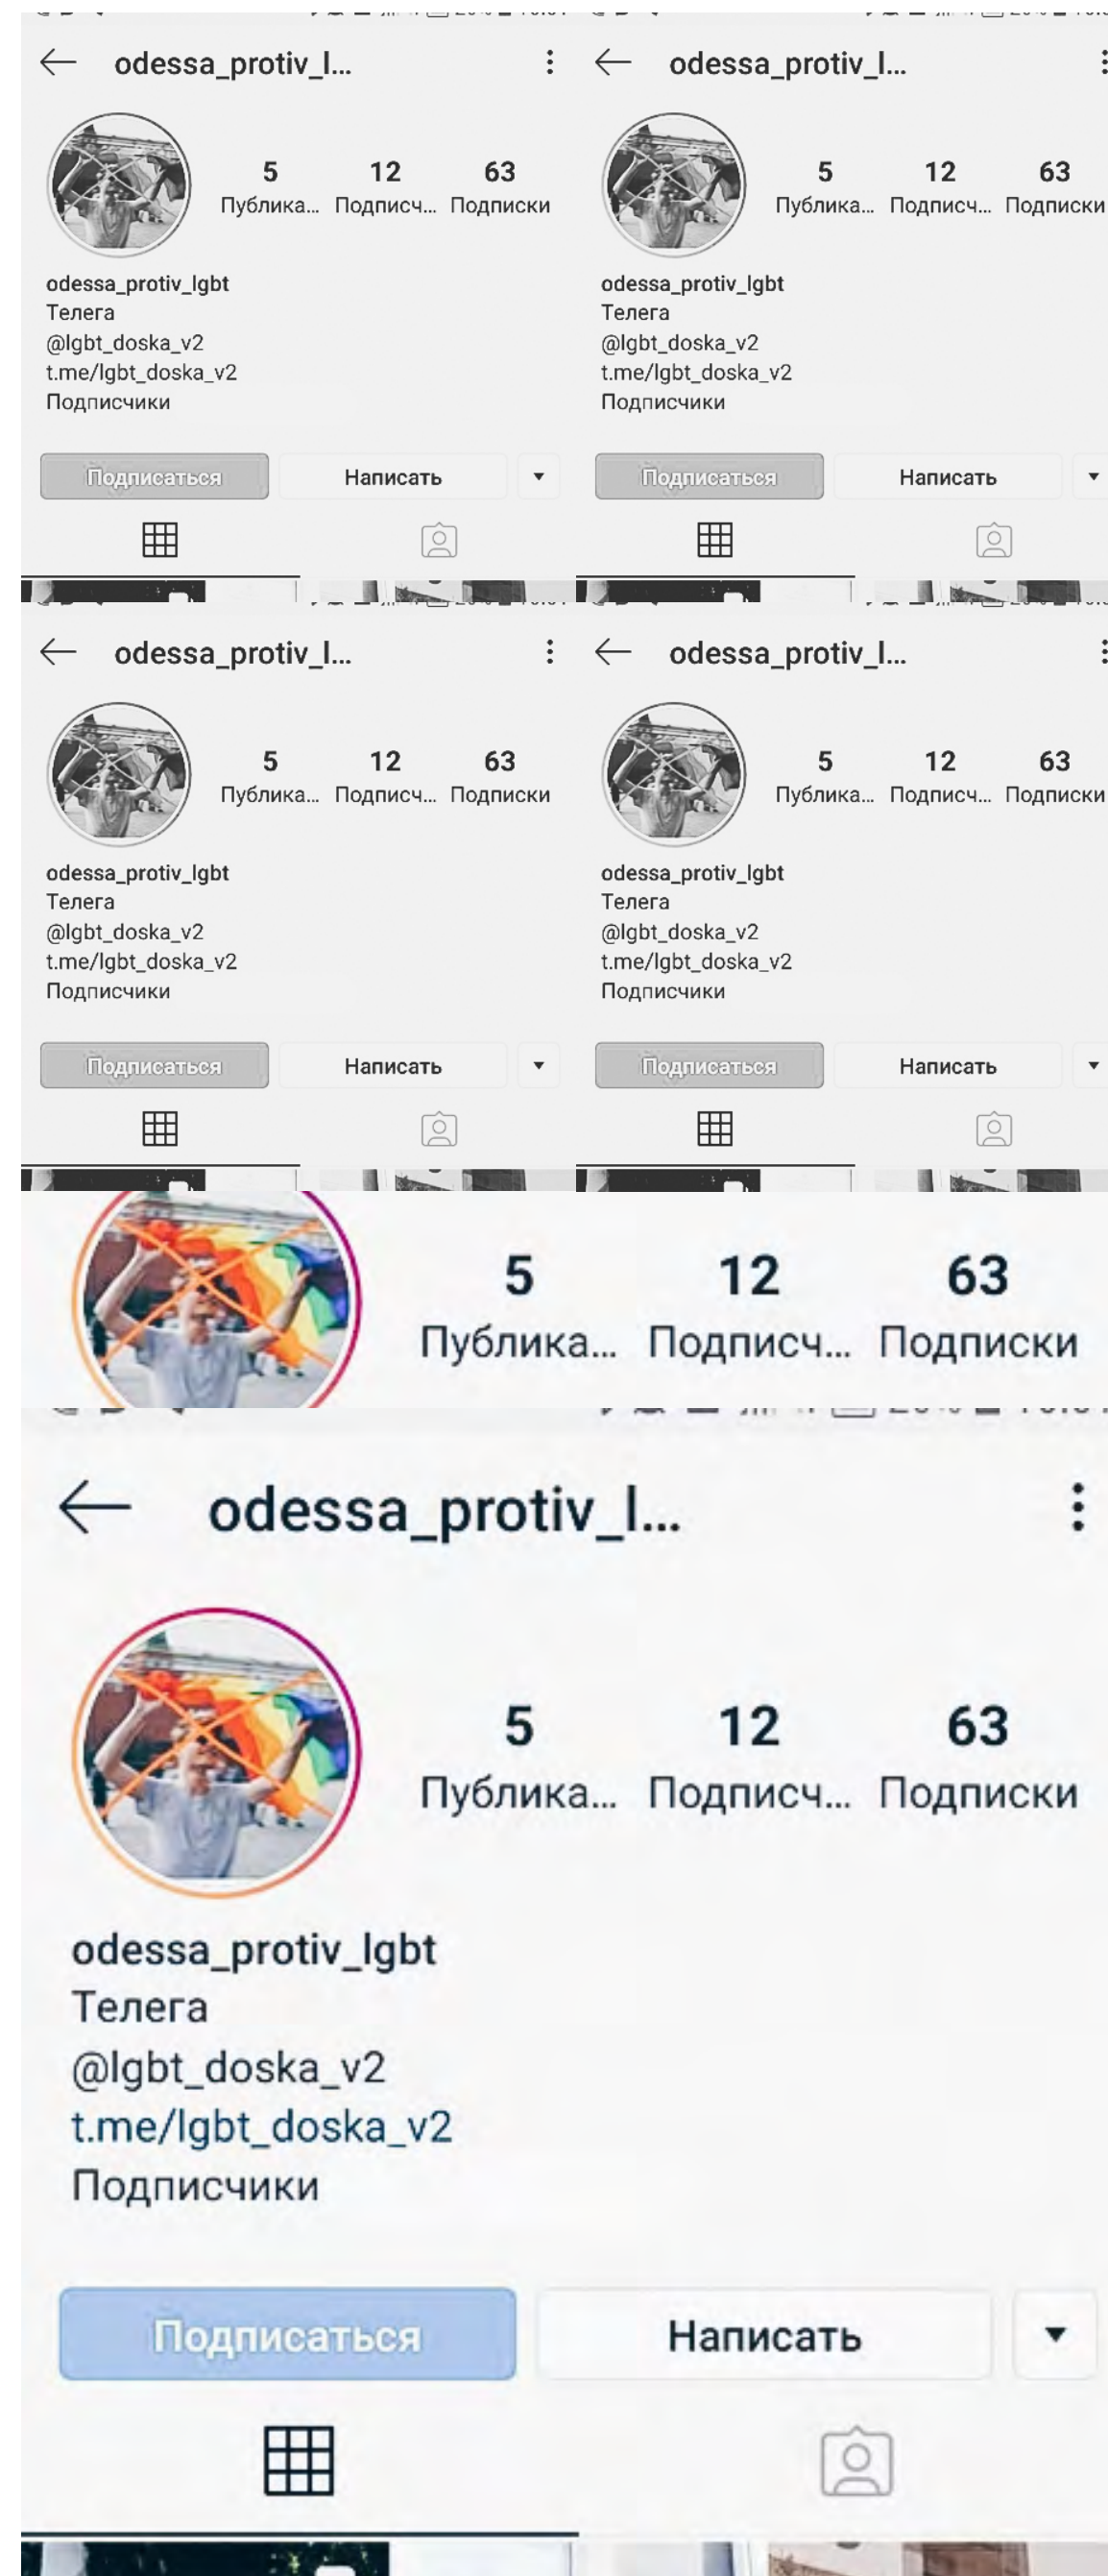 odessa_protiv_l...
5 12 63
Публика... Подписч... Подписки
odessa_protiv_lgbt
Телега
@lgbt_doska_v2
t.me/lgbt_doska_v2
Подписчики
Подписаться Написать
odessa_protiv_l...
5 12 63
Публика... Подписч... Подписки
odessa_protiv_lgbt
Телега
@lgbt_doska_v2
t.me/lgbt_doska_v2
Подписчики
Подписаться Написать
odessa_protiv_l...
5 12 63
Публика... Подписч... Подписки
odessa_protiv_lgbt
Телега
@lgbt_doska_v2
t.me/lgbt_doska_v2
Подписчики
Подписаться Написать
odessa_protiv_l...
5 12 63
Публика... Подписч... Подписки
odessa_protiv_lgbt
Телега
@lgbt_doska_v2
t.me/lgbt_doska_v2
Подписчики
Подписаться Написать
5 12 63
Публика... Подписч... Подписки
odessa_protiv_l...
5 12 63
Публика... Подписч... Подписки
odessa_protiv_lgbt
Телега
@lgbt_doska_v2
t.me/lgbt_doska_v2
Подписчики
Подписаться Написать